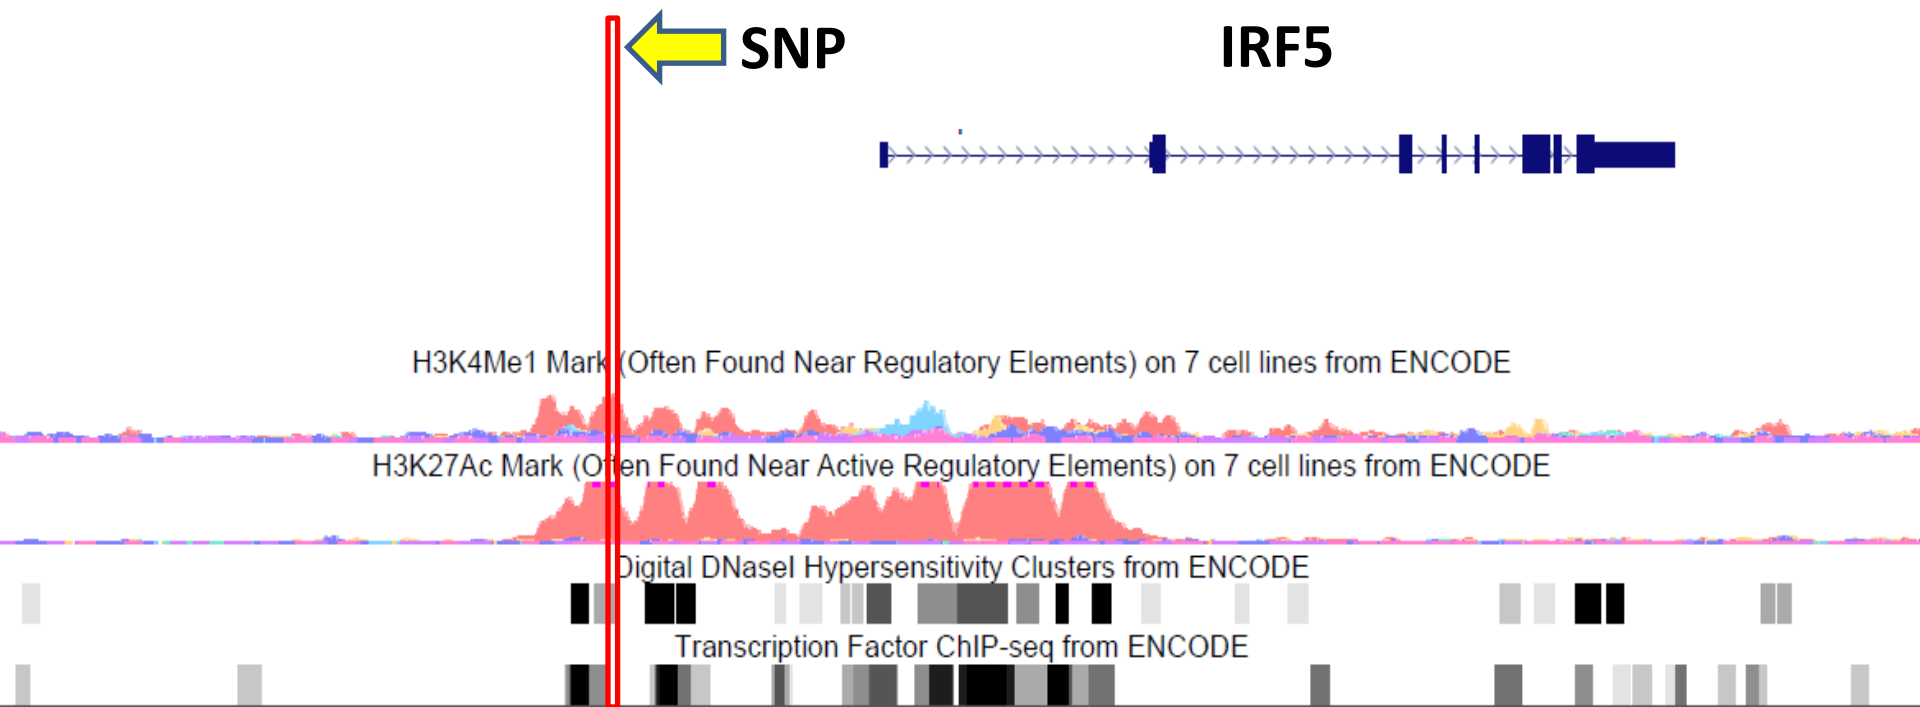 SNP IRF5
H3K4Me1 Mark (Often Found Near Regulatory Elements) on 7 cell lines from ENCODE
H3K27Ac Mark (Often Found Near Active Regulatory Elements) on 7 cell lines from ENCODE
Digital DNaseI Hypersensitivity Clusters from ENCODE
Transcription Factor ChIP-seq from ENCODE